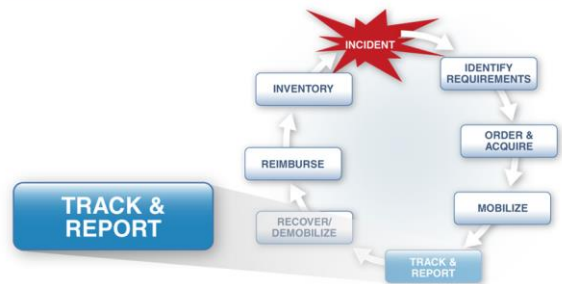 INCIDENT
IDENTIFY
REQUIREMENTS
ORDER &
ACQUIRE
MOBILIZE
TRACK &
REPORT
RECOVER/
DEMOBILIZE
REIMBURSE
INVENTORY
TRACK &
REPORT